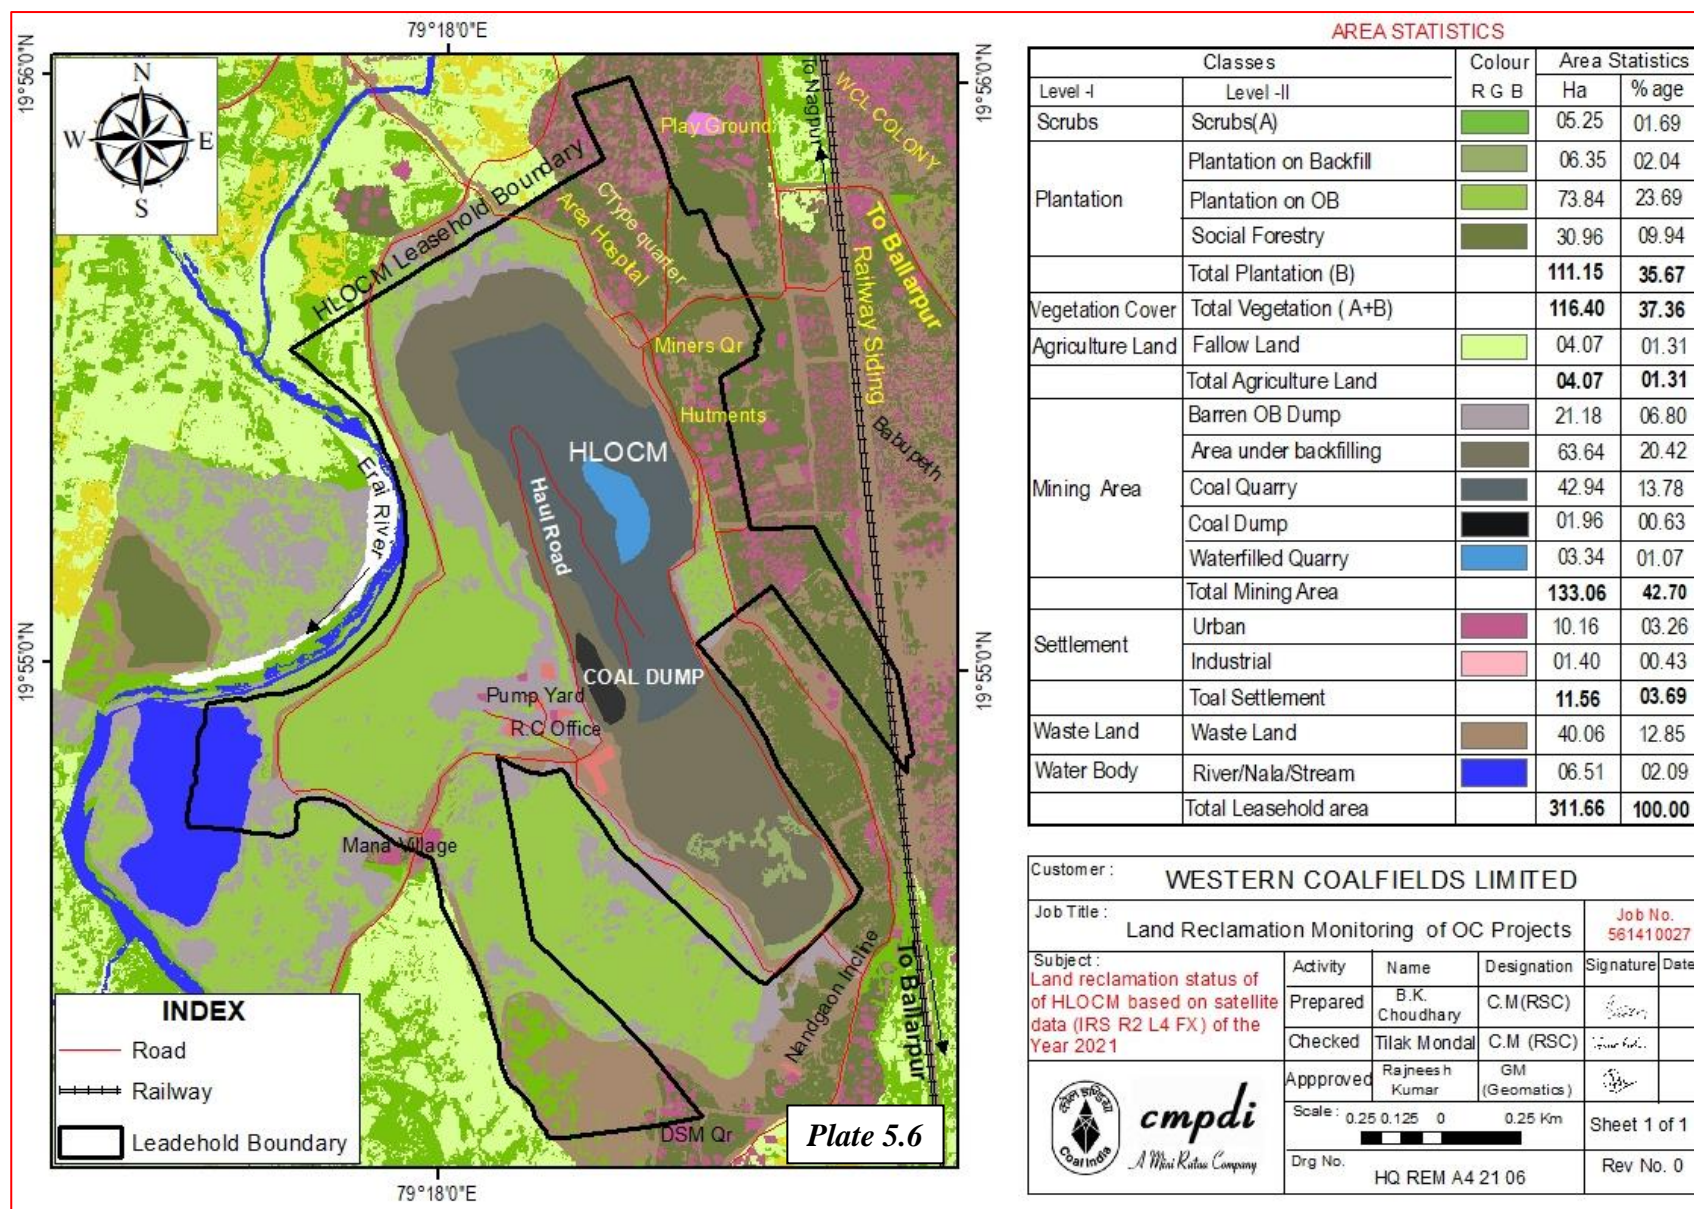 79°18'0"E
19°56'0"N
19°56'0"N
N
W E
S
To Nagpur
WCL COLONY
Play Ground
HLOCM Leasehold Boundary
CType quarter
Area Hospital
To Ballarpur
Railway Siding
Miners Qr
Hutments
Babupeth
HLOCM
Erai River
Haul Road
19°55'0"N
19°55'0"N
COAL DUMP
Pump Yard
R.C Office
Mana Village
Nandgaon Incline
To Ballarpur
DSM Qr
INDEX
Road
Railway
Leadehold Boundary
Plate 5.6
79°18'0"E
AREA STATISTICS
Classes Colour Area Statistics
Level -I Level -II R G B Ha % age
Scrubs Scrubs(A) 05.25 01.69
Plantation on Backfill 06.35 02.04
Plantation Plantation on OB 73.84 23.69
Social Forestry 30.96 09.94
Total Plantation (B) 111.15 35.67
Vegetation Cover Total Vegetation ( A+B) 116.40 37.36
Agriculture Land Fallow Land 04.07 01.31
Total Agriculture Land 04.07 01.31
Barren OB Dump 21.18 06.80
Area under backfilling 63.64 20.42
Mining Area Coal Quarry 42.94 13.78
Coal Dump 01.96 00.63
Waterfilled Quarry 03.34 01.07
Total Mining Area 133.06 42.70
Settlement Urban 10.16 03.26
Industrial 01.40 00.43
Toal Settlement 11.56 03.69
Waste Land Waste Land 40.06 12.85
Water Body River/Nala/Stream 06.51 02.09
Total Leasehold area 311.66 100.00
Customer : WESTERN COALFIELDS LIMITED
Job Title : Land Reclamation Monitoring of OC Projects
Job No.
561410027
Subject :
Land reclamation status of
of HLOCM based on satellite
data (IRS R2 L4 FX) of the
Year 2021
Activity Name Designation Signature Date
Prepared B.K. Choudhary C.M(RSC)
Checked Tilak Mondal C.M (RSC)
Appproved Rajneesh Kumar GM (Geomatics)
Scale : 0.25 0.125 0 0.25 Km
Sheet 1 of 1
Drg No. HQ REM A4 21 06
Rev No. 0
कोल इण्डिया
Coal India
cmpdi
A Mini Ratna Company